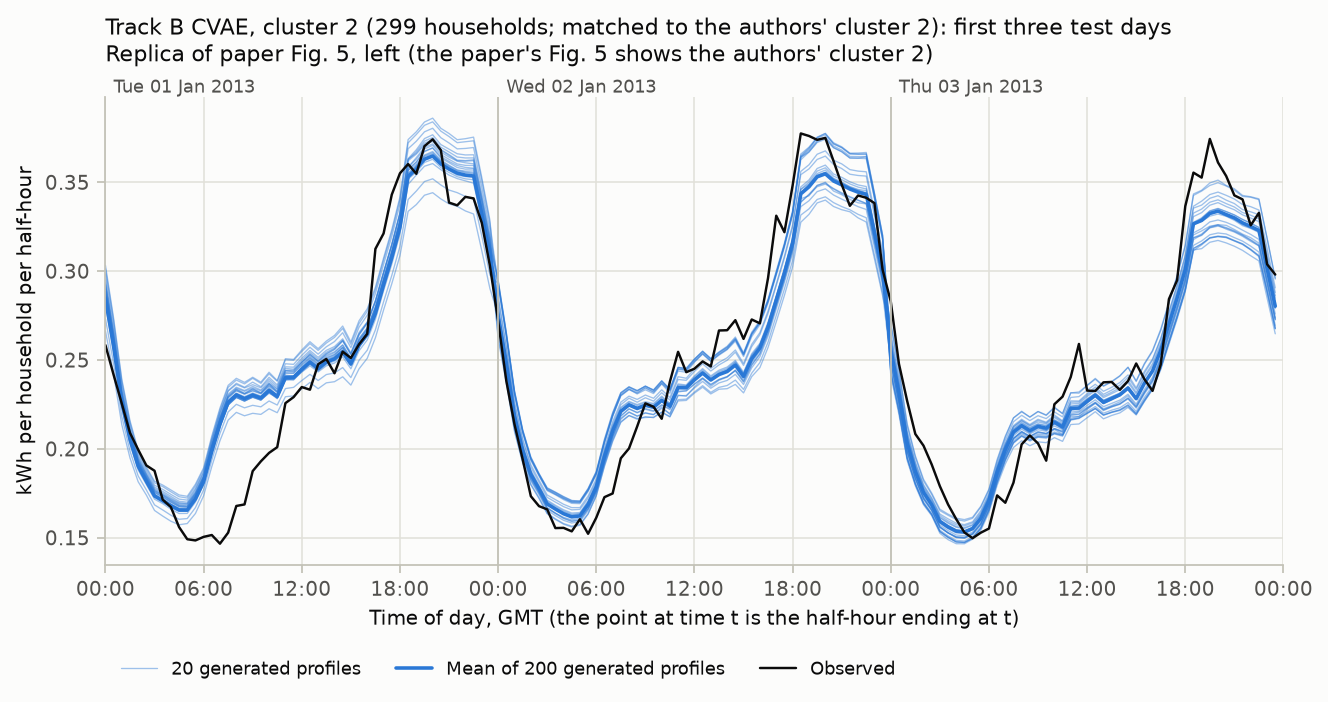 Track B CVAE, cluster 2 (299 households; matched to the authors' cluster 2): first three test days
Replica of paper Fig. 5, left (the paper's Fig. 5 shows the authors' cluster 2)
Tue 01 Jan 2013
Wed 02 Jan 2013
Thu 03 Jan 2013
kWh per household per half-hour
0.35
0.30
0.25
0.20
0.15
00:00 06:00 12:00 18:00 00:00 06:00 12:00 18:00 00:00 06:00 12:00 18:00 00:00
Time of day, GMT (the point at time t is the half-hour ending at t)
20 generated profiles Mean of 200 generated profiles Observed